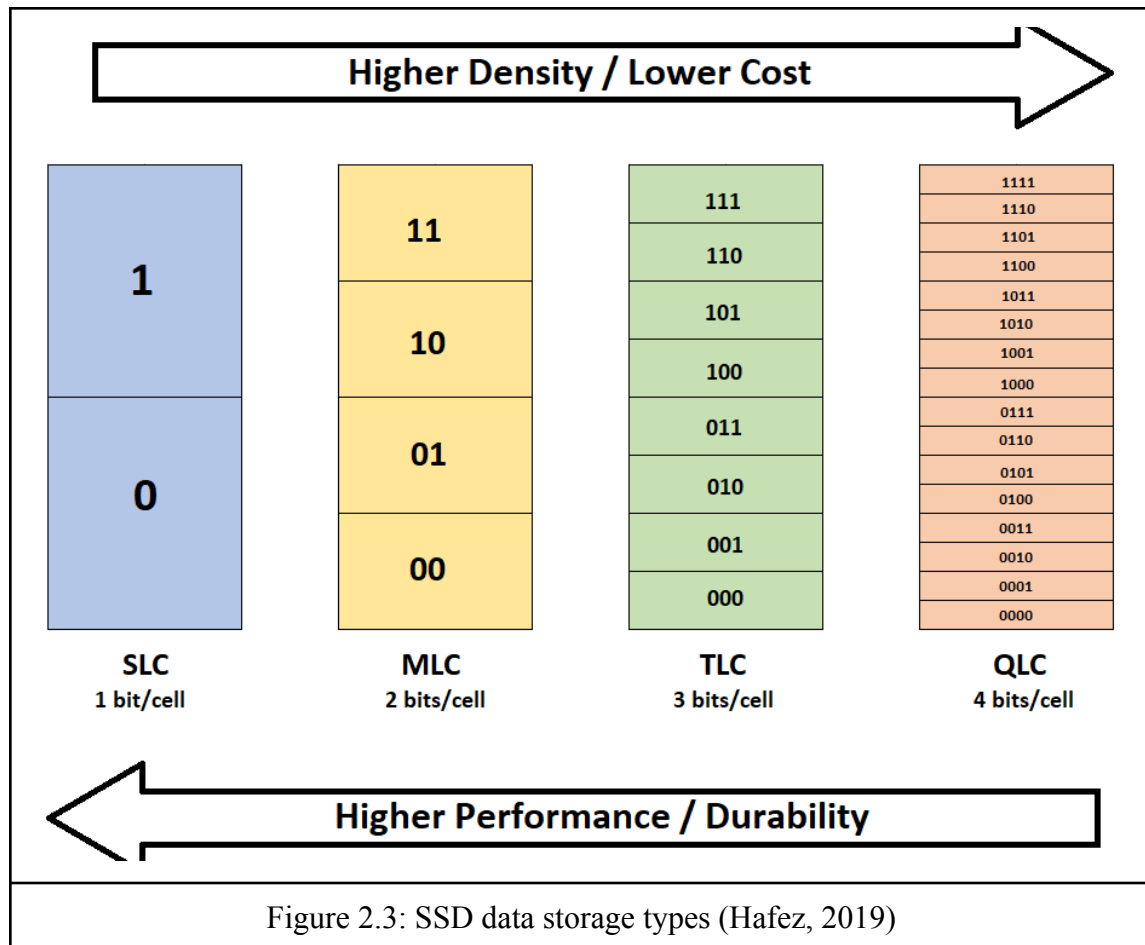 Higher Density / Lower Cost
1
0
SLC
1 bit/cell
11
10
01
00
MLC
2 bits/cell
111
110
101
100
011
010
001
000
TLC
3 bits/cell
1111
1110
1101
1100
1011
1010
1001
1000
0111
0110
0101
0100
0011
0010
0001
0000
QLC
4 bits/cell
Higher Performance / Durability
Figure 2.3: SSD data storage types (Hafez, 2019)